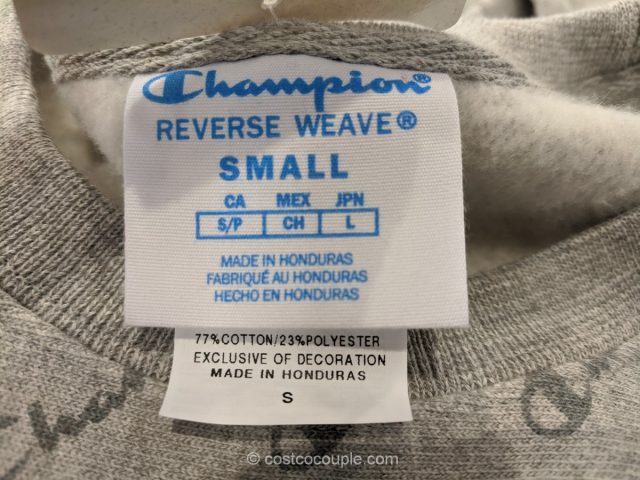 Champion®
REVERSE WEAVE®
SMALL
CA MEX JPN
S/P CH L
MADE IN HONDURAS
FABRIQUÉ AU HONDURAS
HECHO EN HONDURAS
77%COTTON/23%POLYESTER
EXCLUSIVE OF DECORATION
MADE IN HONDURAS
S
© costcocouple.com